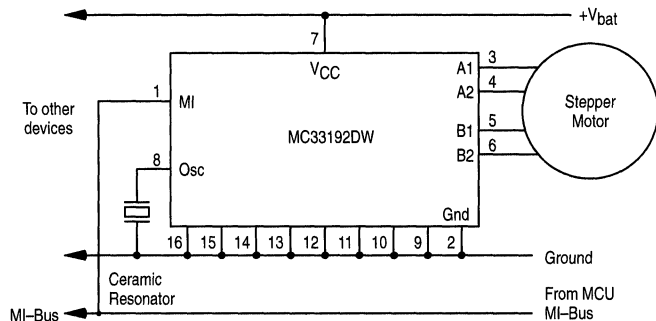 +Vbat
7
VCC
3
A1
4
A2
Stepper
Motor
1
MI
To other
devices
MC33192DW
5
B1
6
B2
8
Osc
Gnd
16
15
14
13
12
11
10
9
2
Ground
Ceramic
Resonator
From MCU
MI–Bus
MI–Bus